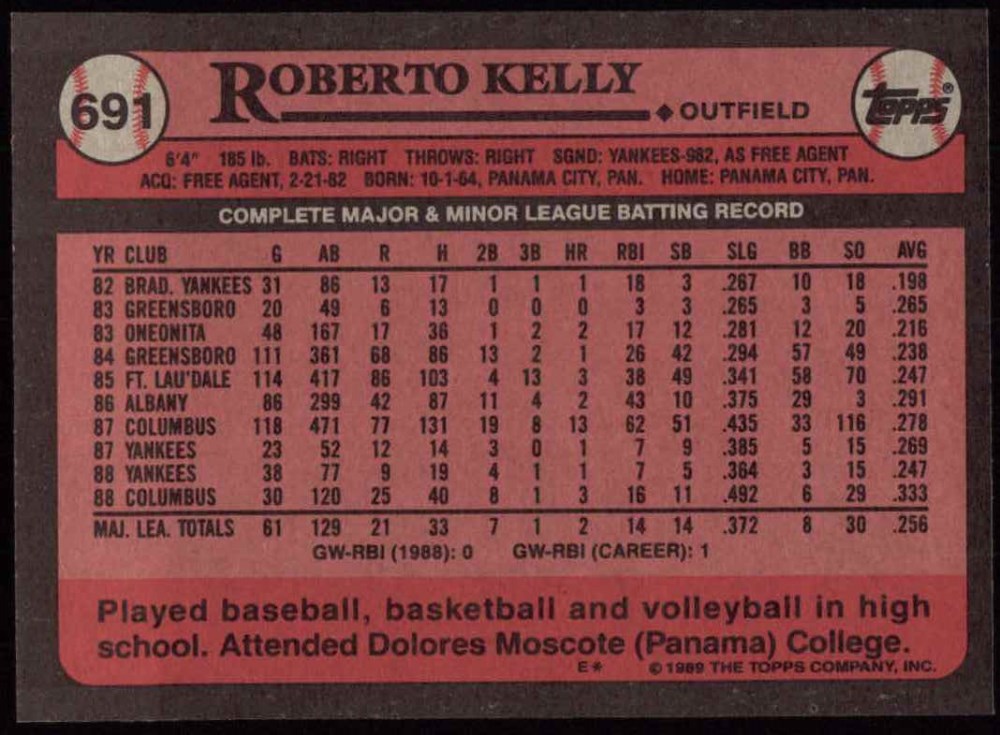 691
ROBERTO KELLY
◆ OUTFIELD
TOPPS®
6'4" 185 lb. BATS: RIGHT THROWS: RIGHT SGND: YANKEES-982, AS FREE AGENT
ACQ: FREE AGENT, 2-21-82 BORN: 10-1-64, PANAMA CITY, PAN. HOME: PANAMA CITY, PAN.
COMPLETE MAJOR & MINOR LEAGUE BATTING RECORD
YR CLUB G AB R H 2B 3B HR RBI SB SLG BB SO AVG
82 BRAD. YANKEES 31 86 13 17 1 1 1 18 3 .267 10 18 .198
83 GREENSBORO 20 49 6 13 0 0 0 3 3 .265 3 5 .265
83 ONEONITA 48 167 17 36 1 2 2 17 12 .281 12 20 .216
84 GREENSBORO 111 361 68 86 13 2 1 26 42 .294 57 49 .238
85 FT. LAU'DALE 114 417 86 103 4 13 3 38 49 .341 58 70 .247
86 ALBANY 86 299 42 87 11 4 2 43 10 .375 29 3 .291
87 COLUMBUS 118 471 77 131 19 8 13 62 51 .435 33 116 .278
87 YANKEES 23 52 12 14 3 0 1 7 9 .385 5 15 .269
88 YANKEES 38 77 9 19 4 1 1 7 5 .364 3 15 .247
88 COLUMBUS 30 120 25 40 8 1 3 16 11 .492 6 29 .333
MAJ. LEA. TOTALS 61 129 21 33 7 1 2 14 14 .372 8 30 .256
GW-RBI (1988): 0 GW-RBI (CAREER): 1
Played baseball, basketball and volleyball in high
school. Attended Dolores Moscote (Panama) College.
E* © 1989 THE TOPPS COMPANY, INC.